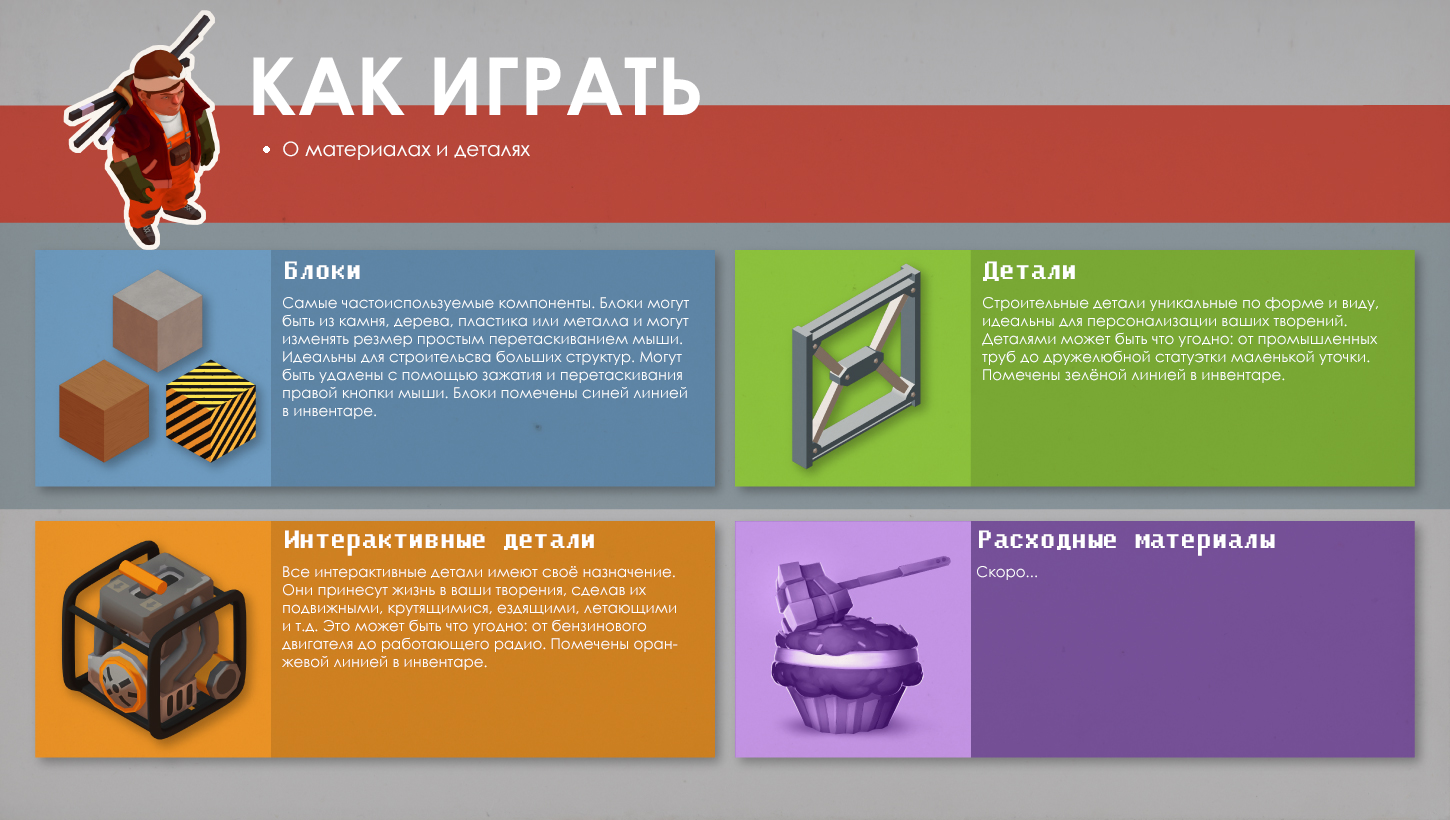 КАК ИГРАТЬ
• О материалах и деталях
Блоки
Самые частоиспользуемые компоненты. Блоки могут
быть из камня, дерева, пластика или металла и могут
изменять резмер простым перетаскиванием мыши.
Идеальны для строительсва больших структур. Могут
быть удалены с помощью зажатия и перетаскивания
правой кнопки мыши. Блоки помечены синей линией
в инвентаре.
Детали
Строительные детали уникальные по форме и виду,
идеальны для персонализации ваших творений.
Деталями может быть что угодно: от промышленных
труб до дружелюбной статуэтки маленькой уточки.
Помечены зелёной линией в инвентаре.
Интерактивные детали
Все интерактивные детали имеют своё назначение.
Они принесут жизнь в ваши творения, сделав их
подвижными, крутящимися, ездящими, летающими
и т.д. Это может быть что угодно: от бензинового
двигателя до работающего радио. Помечены оран-
жевой линией в инвентаре.
Расходные материалы
Скоро...